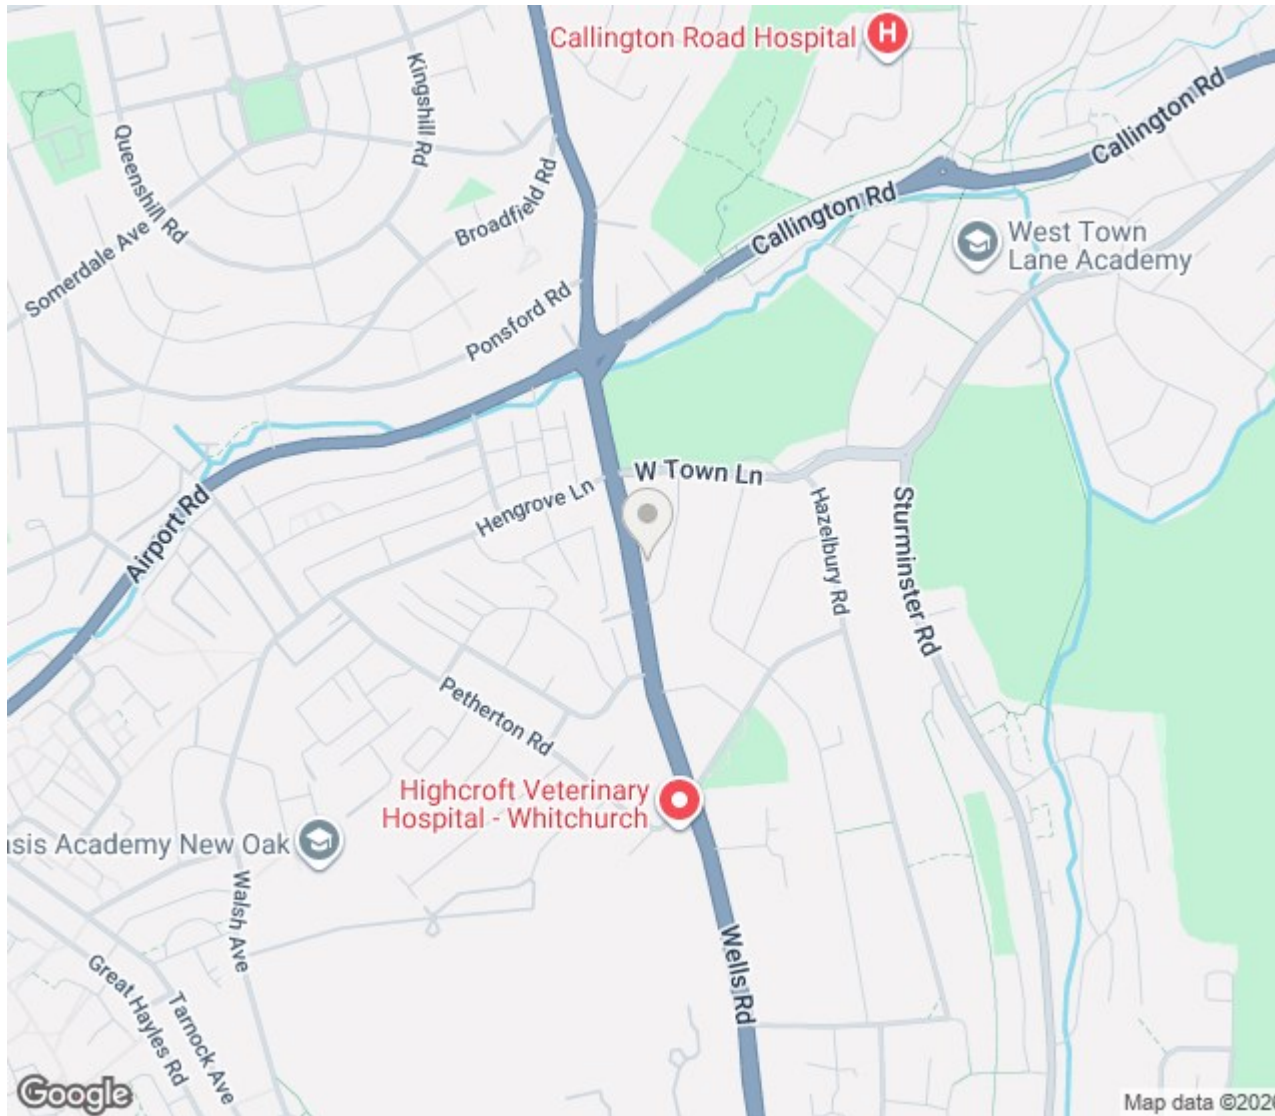 Callington Road Hospital
H
Kingshill Rd
Callington Rd
Queenshill Rd
Broadfield Rd
Callington Rd
West Town
Lane Academy
Somerdale Ave
Ponsford Rd
W Town Ln
Hengrove Ln
Airport Rd
Hazelbury Rd
Sturminster Rd
Petherton Rd
Highcroft Veterinary
Hospital - Whitchurch
asis Academy New Oak
Walsh Ave
Wells Rd
Great Hayles Rd
Tarnock Ave
Google
Map data ©2026